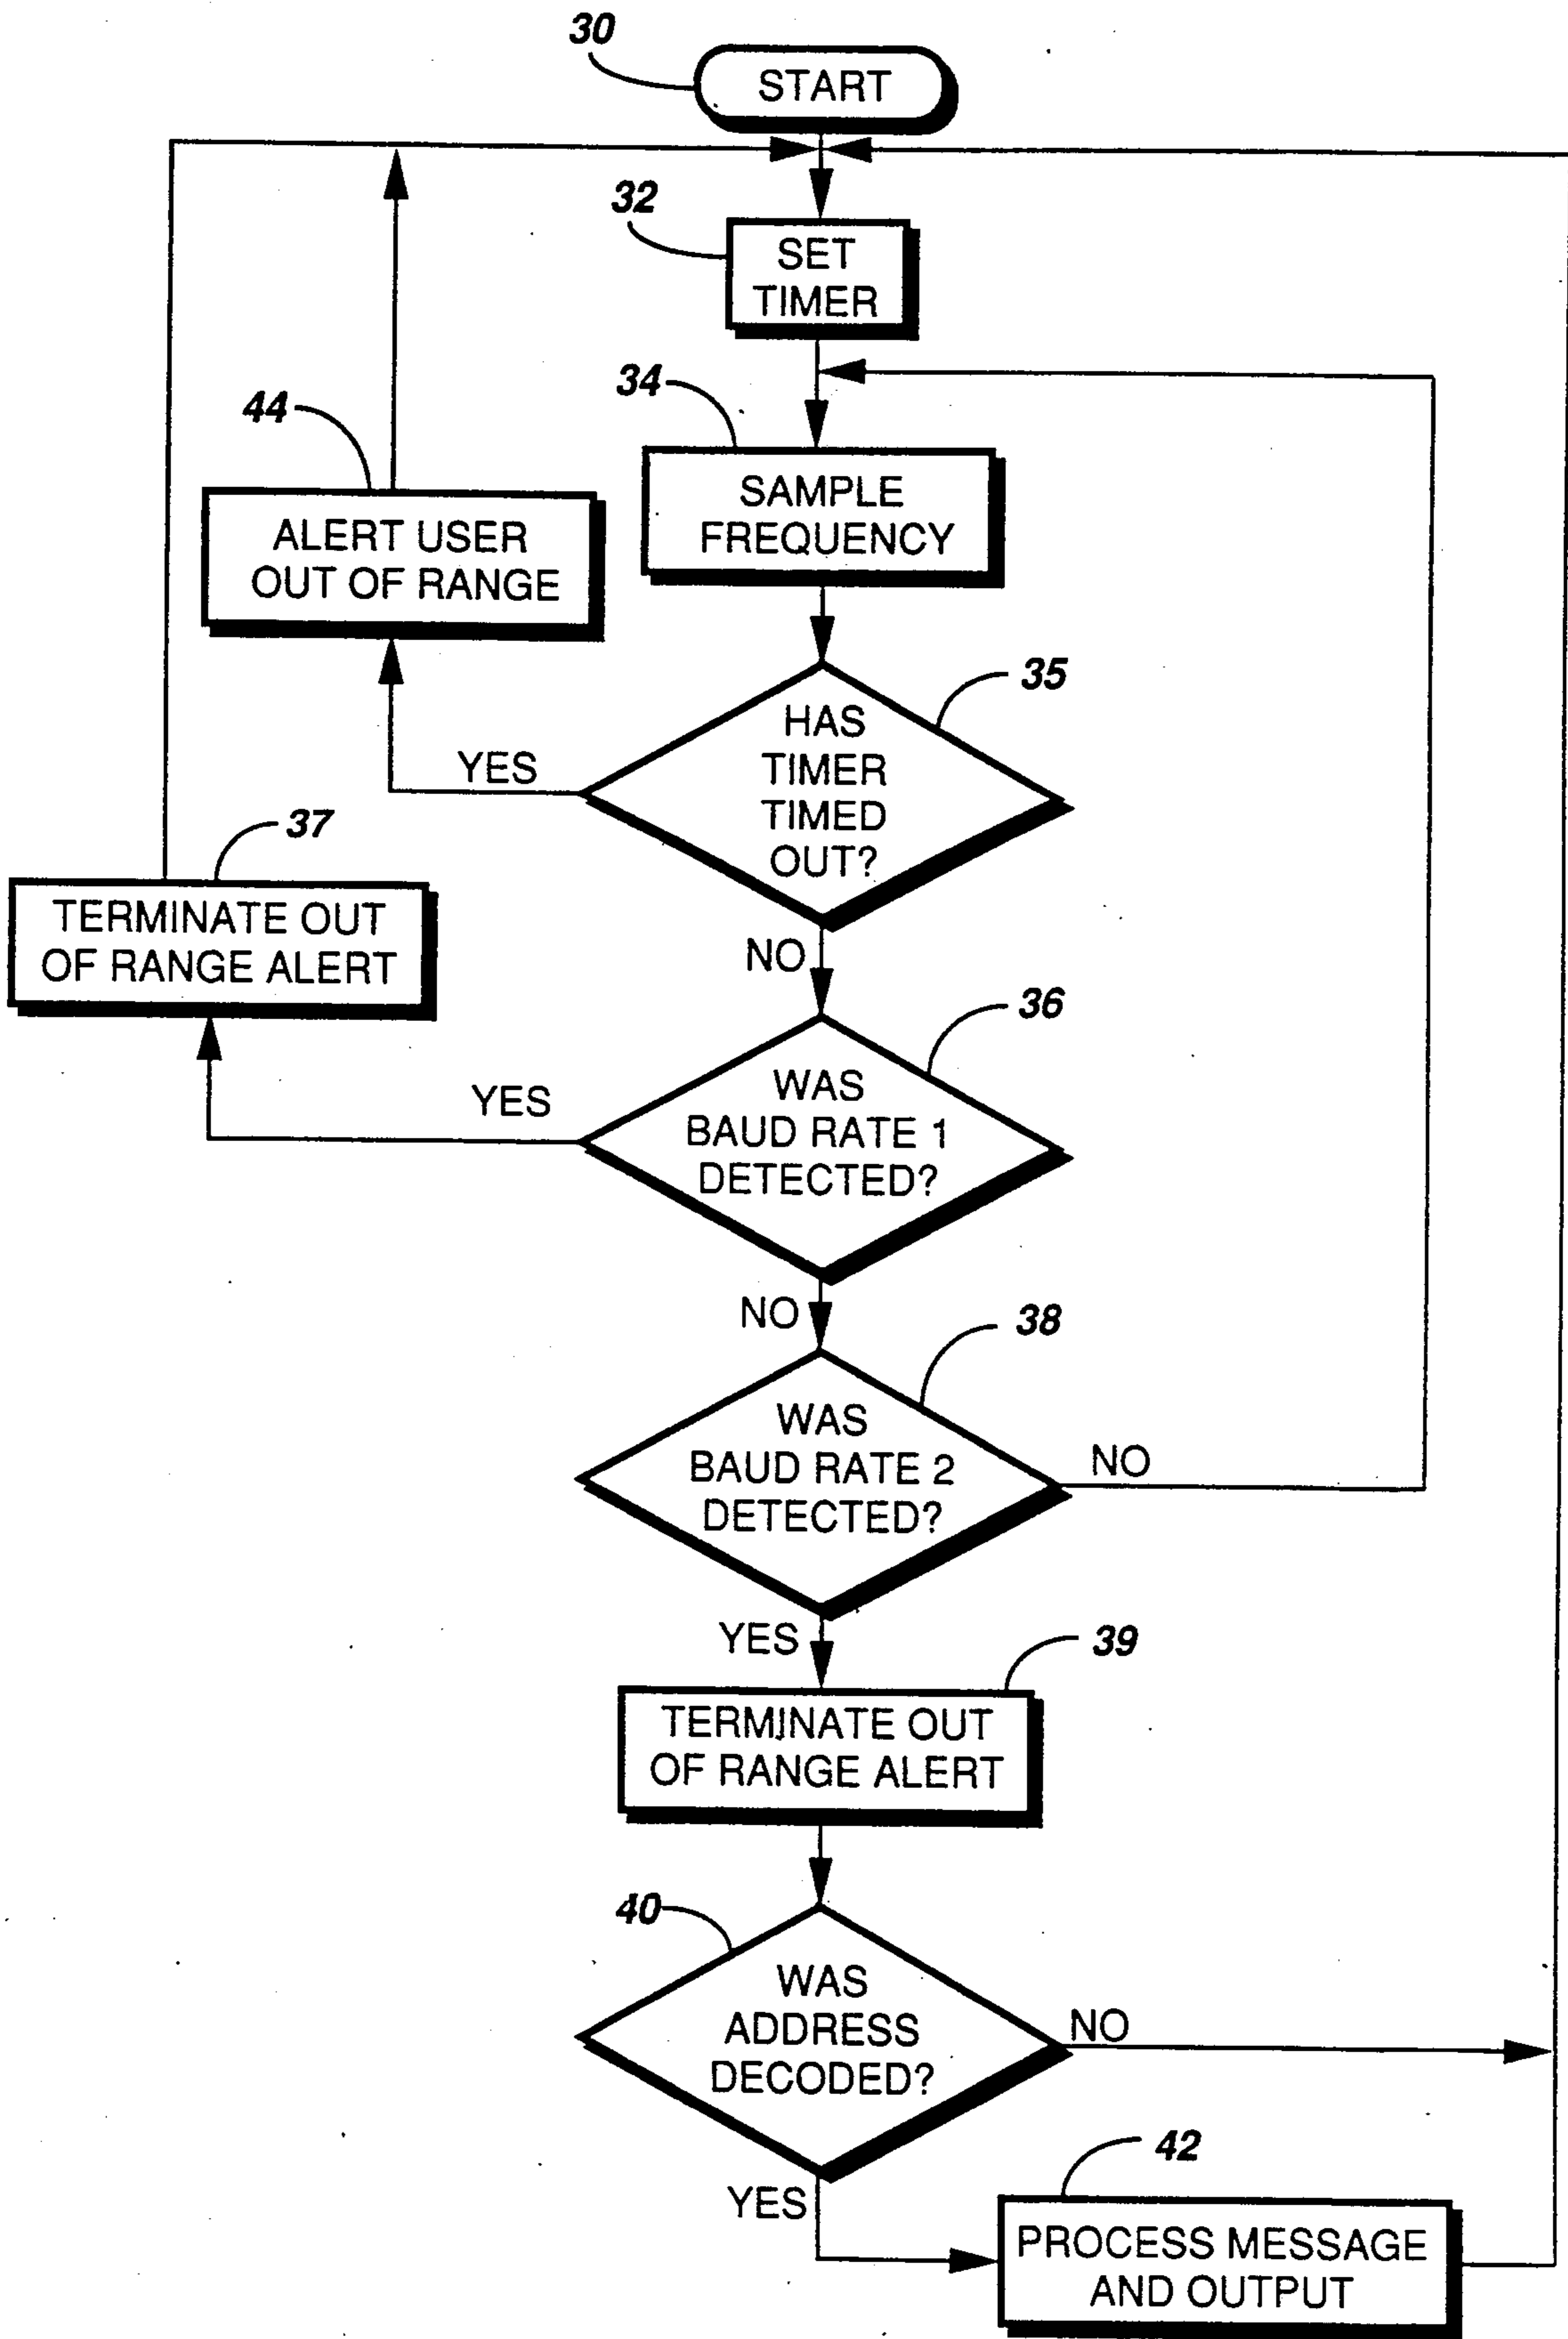 30
START
32
SET
TIMER
34
SAMPLE
FREQUENCY
44
ALERT USER
OUT OF RANGE
35
HAS
TIMER
TIMED
OUT?
YES
NO
37
TERMINATE OUT
OF RANGE ALERT
36
WAS
BAUD RATE 1
DETECTED?
YES
NO
38
WAS
BAUD RATE 2
DETECTED?
NO
YES
39
TERMINATE OUT
OF RANGE ALERT
40
WAS
ADDRESS
DECODED?
NO
YES
42
PROCESS MESSAGE
AND OUTPUT